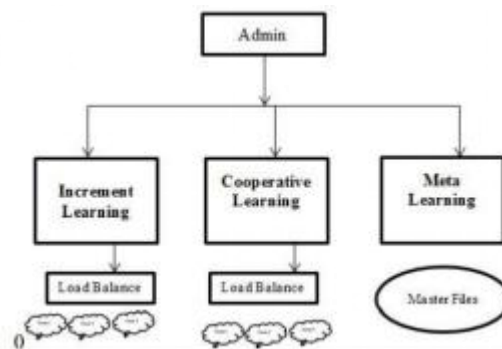 Admin
Increment
Learning
Cooperative
Learning
Meta
Learning
Load Balance
Load Balance
Master Files
0